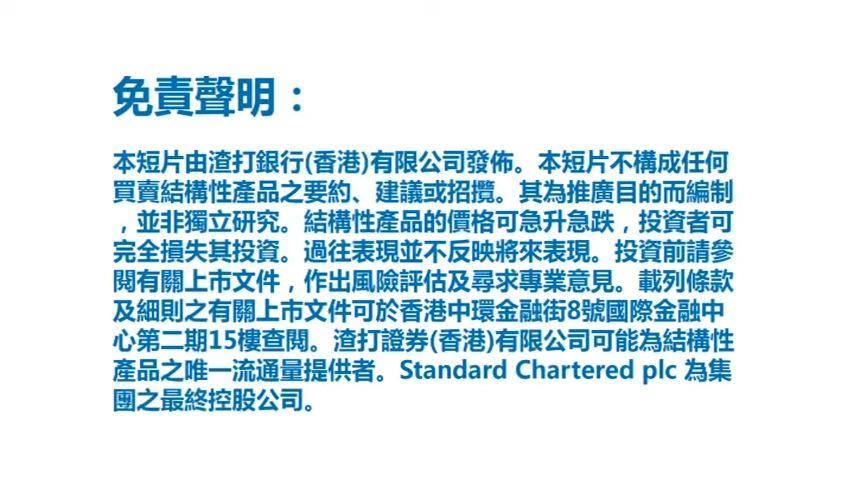 免責聲明：
本短片由渣打銀行(香港)有限公司發佈。本短片不構成任何
買賣結構性產品之要約、建議或招攬。其為推廣目的而編制
，並非獨立研究。結構性產品的價格可急升急跌，投資者可
完全損失其投資。過往表現並不反映將來表現。投資前請參
閱有關上市文件，作出風險評估及尋求專業意見。載列條款
及細則之有關上市文件可於香港中環金融街8號國際金融中
心第二期15樓查閱。渣打證券(香港)有限公司可能為結構性
產品之唯一流通量提供者。Standard Chartered plc 為集
團之最終控股公司。